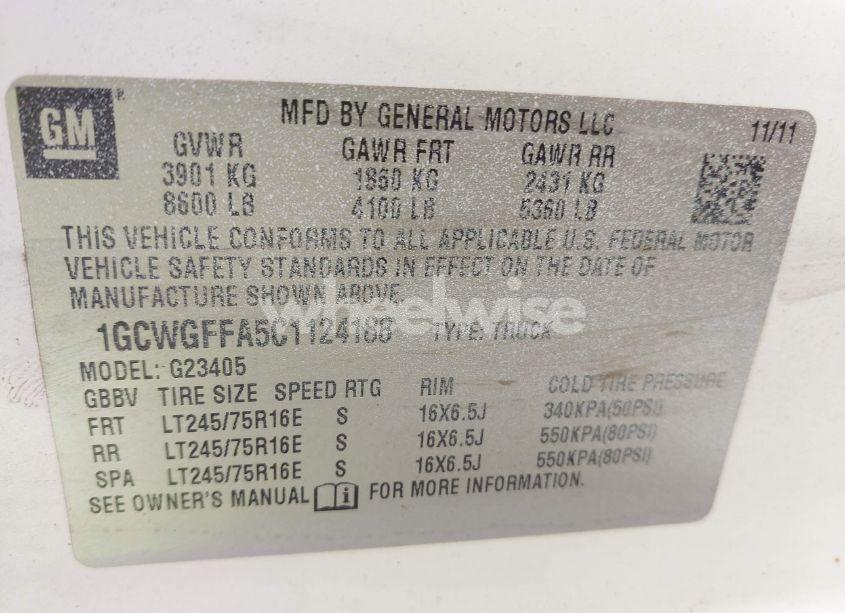 GM
MFD BY GENERAL MOTORS LLC
11/11
GVWR GAWR FRT GAWR RR
3901 KG 1860 KG 2431 KG
8600 LB 4100 LB 5360 LB
THIS VEHICLE CONFORMS TO ALL APPLICABLE U.S. FEDERAL MOTOR
VEHICLE SAFETY STANDARDS IN EFFECT ON THE DATE OF
MANUFACTURE SHOWN ABOVE.
wheelwise
1GCWGFFA5C1124188 TYPE: TRUCK
MODEL: G23405
GBBV TIRE SIZE SPEED RTG RIM COLD TIRE PRESSURE
FRT LT245/75R16E S 16X6.5J 340KPA(50PSI)
RR LT245/75R16E S 16X6.5J 550KPA(80PSI)
SPA LT245/75R16E S 16X6.5J 550KPA(80PSI)
SEE OWNER'S MANUAL i FOR MORE INFORMATION.